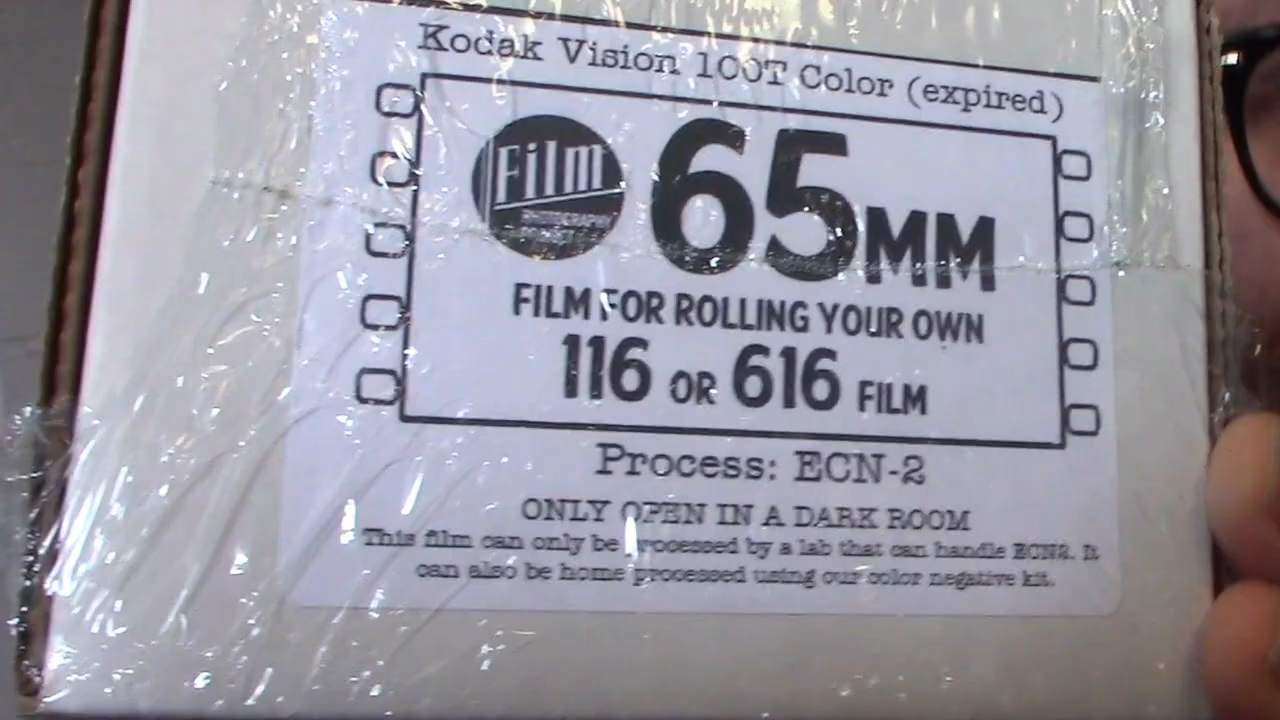 Kodak Vision 100T Color (expired)
Film
PHOTOGRAPHY
PROJECT
65MM
FILM FOR ROLLING YOUR OWN
116 OR 616 FILM
Process: ECN-2
ONLY OPEN IN A DARK ROOM
This film can only be processed by a lab that can handle ECN2. It
can also be home processed using our color negative kit.